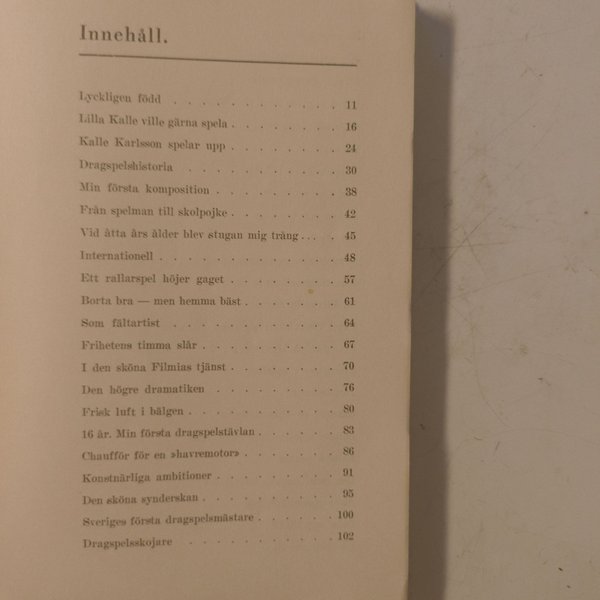 Innehåll.
Lyckligen född . . . . . . . . . . . . 11
Lilla Kalle ville gärna spela . . . . . . . . 16
Kalle Karlsson spelar upp . . . . . . . . 24
Dragspelshistoria . . . . . . . . . . . 30
Min första komposition . . . . . . . . . 38
Från spelman till skolpojke . . . . . . . . 42
Vid åtta års ålder blev stugan mig trång . . . . . 45
Internationell . . . . . . . . . . . . 48
Ett rallarspel höjer gaget . . . . . . . . 57
Borta bra — men hemma bäst . . . . . . . 61
Som fältartist . . . . . . . . . . . . 64
Frihetens timma slår . . . . . . . . . . 67
I den sköna Filmias tjänst . . . . . . . . 70
Den högre dramatiken . . . . . . . . . 76
Frisk luft i bälgen . . . . . . . . . . 80
16 år. Min första dragspelstävlan . . . . . . 83
Chaufför för en »havremotor» . . . . . . . 86
Konstnärliga ambitioner . . . . . . . . . 91
Den sköna synderskan . . . . . . . . . 95
Sveriges första dragspelsmästare . . . . . . 100
Dragspelsskojare . . . . . . . . . . . 102